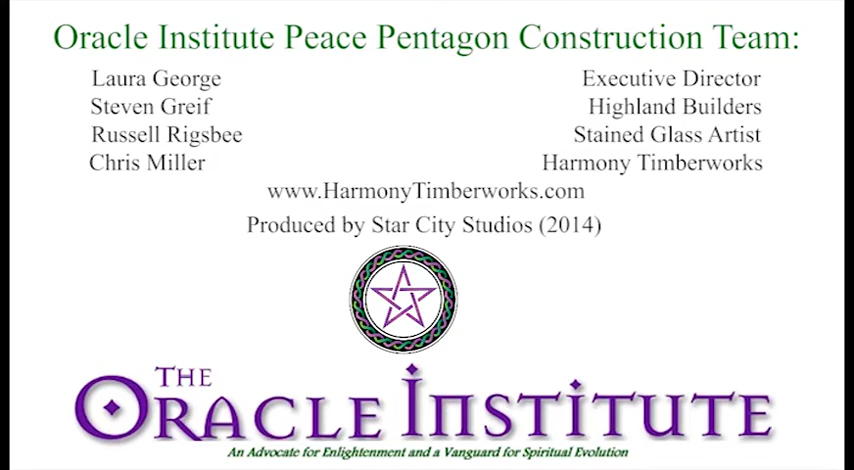 Oracle Institute Peace Pentagon Construction Team:
Laura George Executive Director
Steven Greif Highland Builders
Russell Rigsbee Stained Glass Artist
Chris Miller Harmony Timberworks
www.HarmonyTimberworks.com
Produced by Star City Studios (2014)
THE
ORACLE INSTITUTE
An Advocate for Enlightenment and a Vanguard for Spiritual Evolution